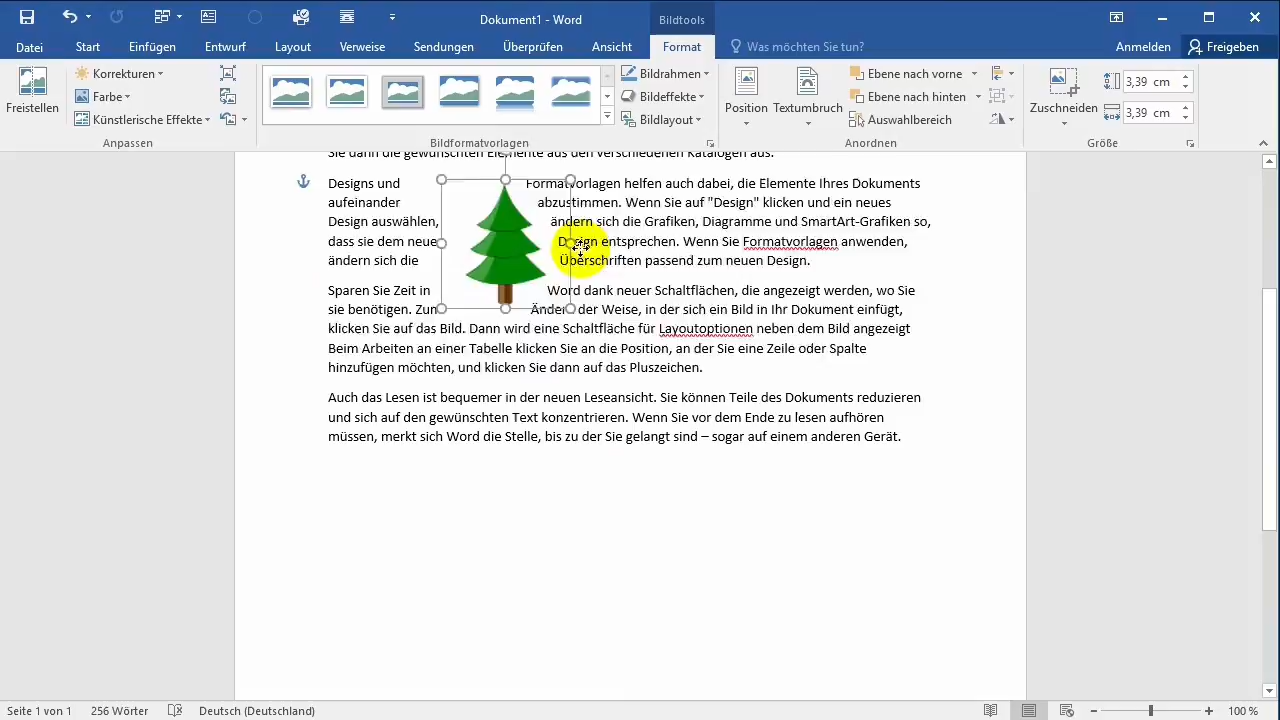 Dokument1 - Word
Bildtools
Datei Start Einfügen Entwurf Layout Verweise Sendungen Überprüfen Ansicht Format Was möchten Sie tun? Anmelden Freigeben
Freistellen
Korrekturen
Farbe
Künstlerische Effekte
Anpassen
Bildformatvorlagen
Bildrahmen
Bildeffekte
Bildlayout
Position
Textumbruch
Ebene nach vorne
Ebene nach hinten
Auswahlbereich
Anordnen
Zuschneiden
3,39 cm
3,39 cm
Größe
Sie dann die gewünschten Elemente aus den verschiedenen Katalogen aus.
Designs und Formatvorlagen helfen auch dabei, die Elemente Ihres Dokuments
aufeinander abzustimmen. Wenn Sie auf "Design" klicken und ein neues
Design auswählen, ändern sich die Grafiken, Diagramme und SmartArt-Grafiken so,
dass sie dem neue Design entsprechen. Wenn Sie Formatvorlagen anwenden,
ändern sich die Überschriften passend zum neuen Design.
Sparen Sie Zeit in Word dank neuer Schaltflächen, die angezeigt werden, wo Sie
sie benötigen. Zum Ändern der Weise, in der sich ein Bild in Ihr Dokument einfügt,
klicken Sie auf das Bild. Dann wird eine Schaltfläche für Layoutoptionen neben dem Bild angezeigt
Beim Arbeiten an einer Tabelle klicken Sie an die Position, an der Sie eine Zeile oder Spalte
hinzufügen möchten, und klicken Sie dann auf das Pluszeichen.
Auch das Lesen ist bequemer in der neuen Leseansicht. Sie können Teile des Dokuments reduzieren
und sich auf den gewünschten Text konzentrieren. Wenn Sie vor dem Ende zu lesen aufhören
müssen, merkt sich Word die Stelle, bis zu der Sie gelangt sind – sogar auf einem anderen Gerät.
Seite 1 von 1 256 Wörter Deutsch (Deutschland) 100 %